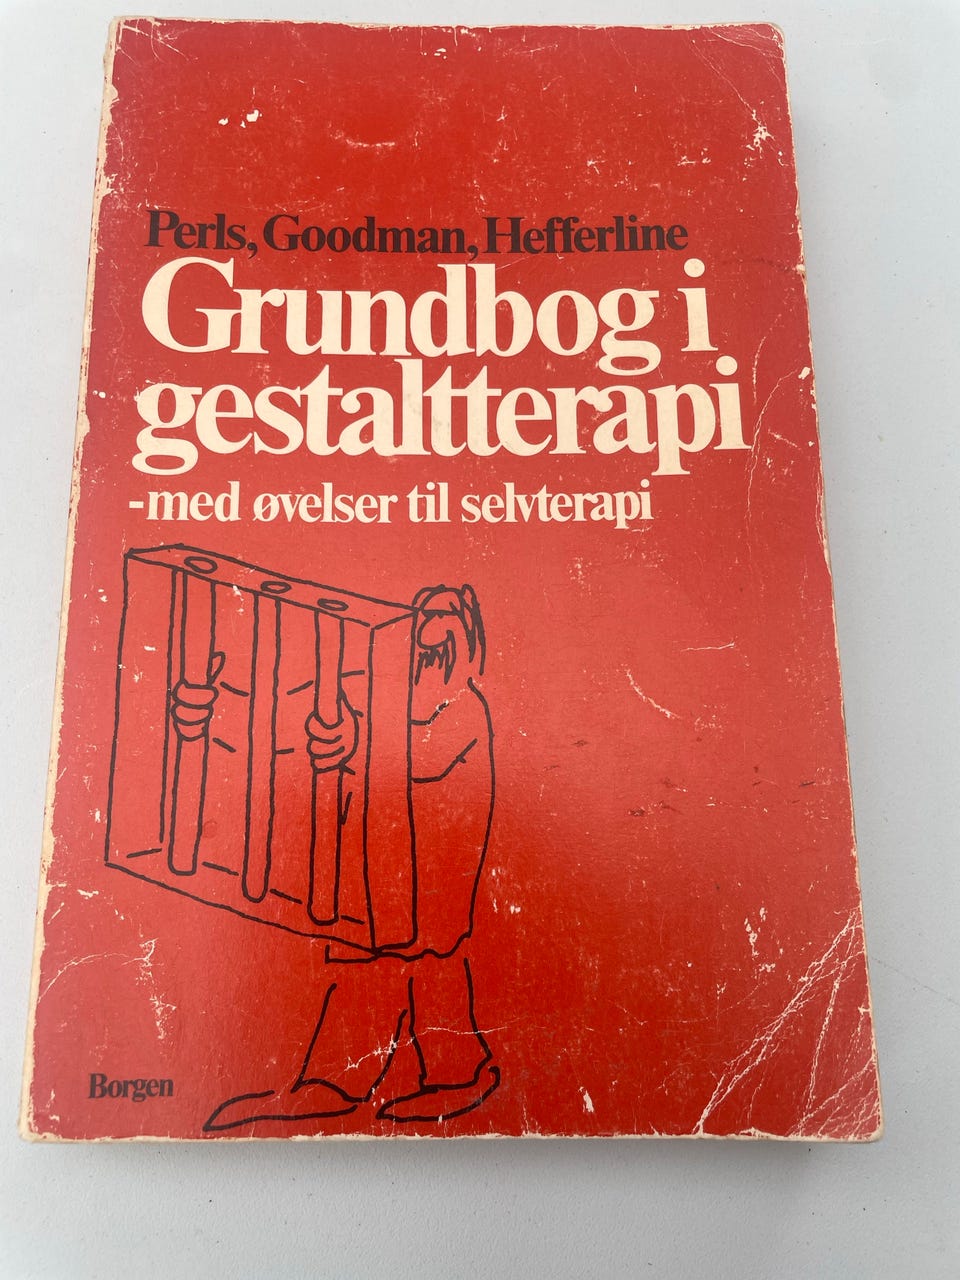 Perls, Goodman, Hefferline
Grundbog i
gestaltterapi
-med øvelser til selvterapi
Borgen